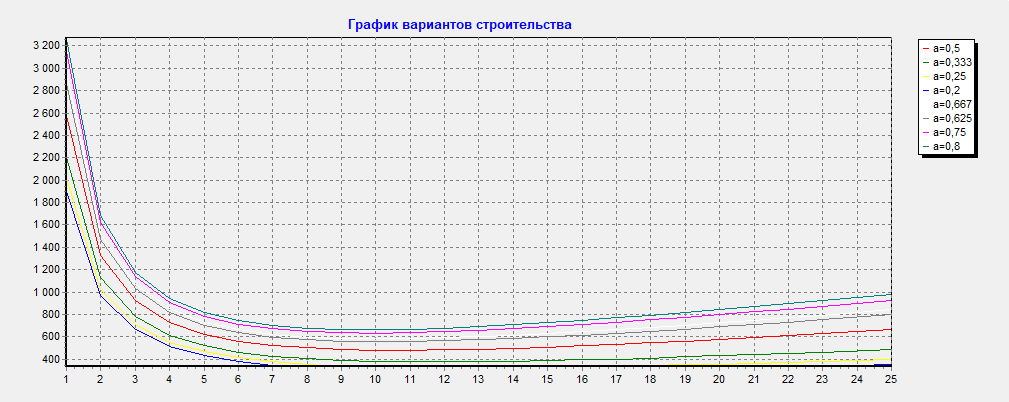 График вариантов строительства
3 200
3 000
2 800
2 600
2 400
2 200
2 000
1 800
1 600
1 400
1 200
1 000
800
600
400
1 2 3 4 5 6 7 8 9 10 11 12 13 14 15 16 17 18 19 20 21 22 23 24 25
a=0,5
a=0,333
a=0,25
a=0,2
a=0,667
a=0,625
a=0,75
a=0,8